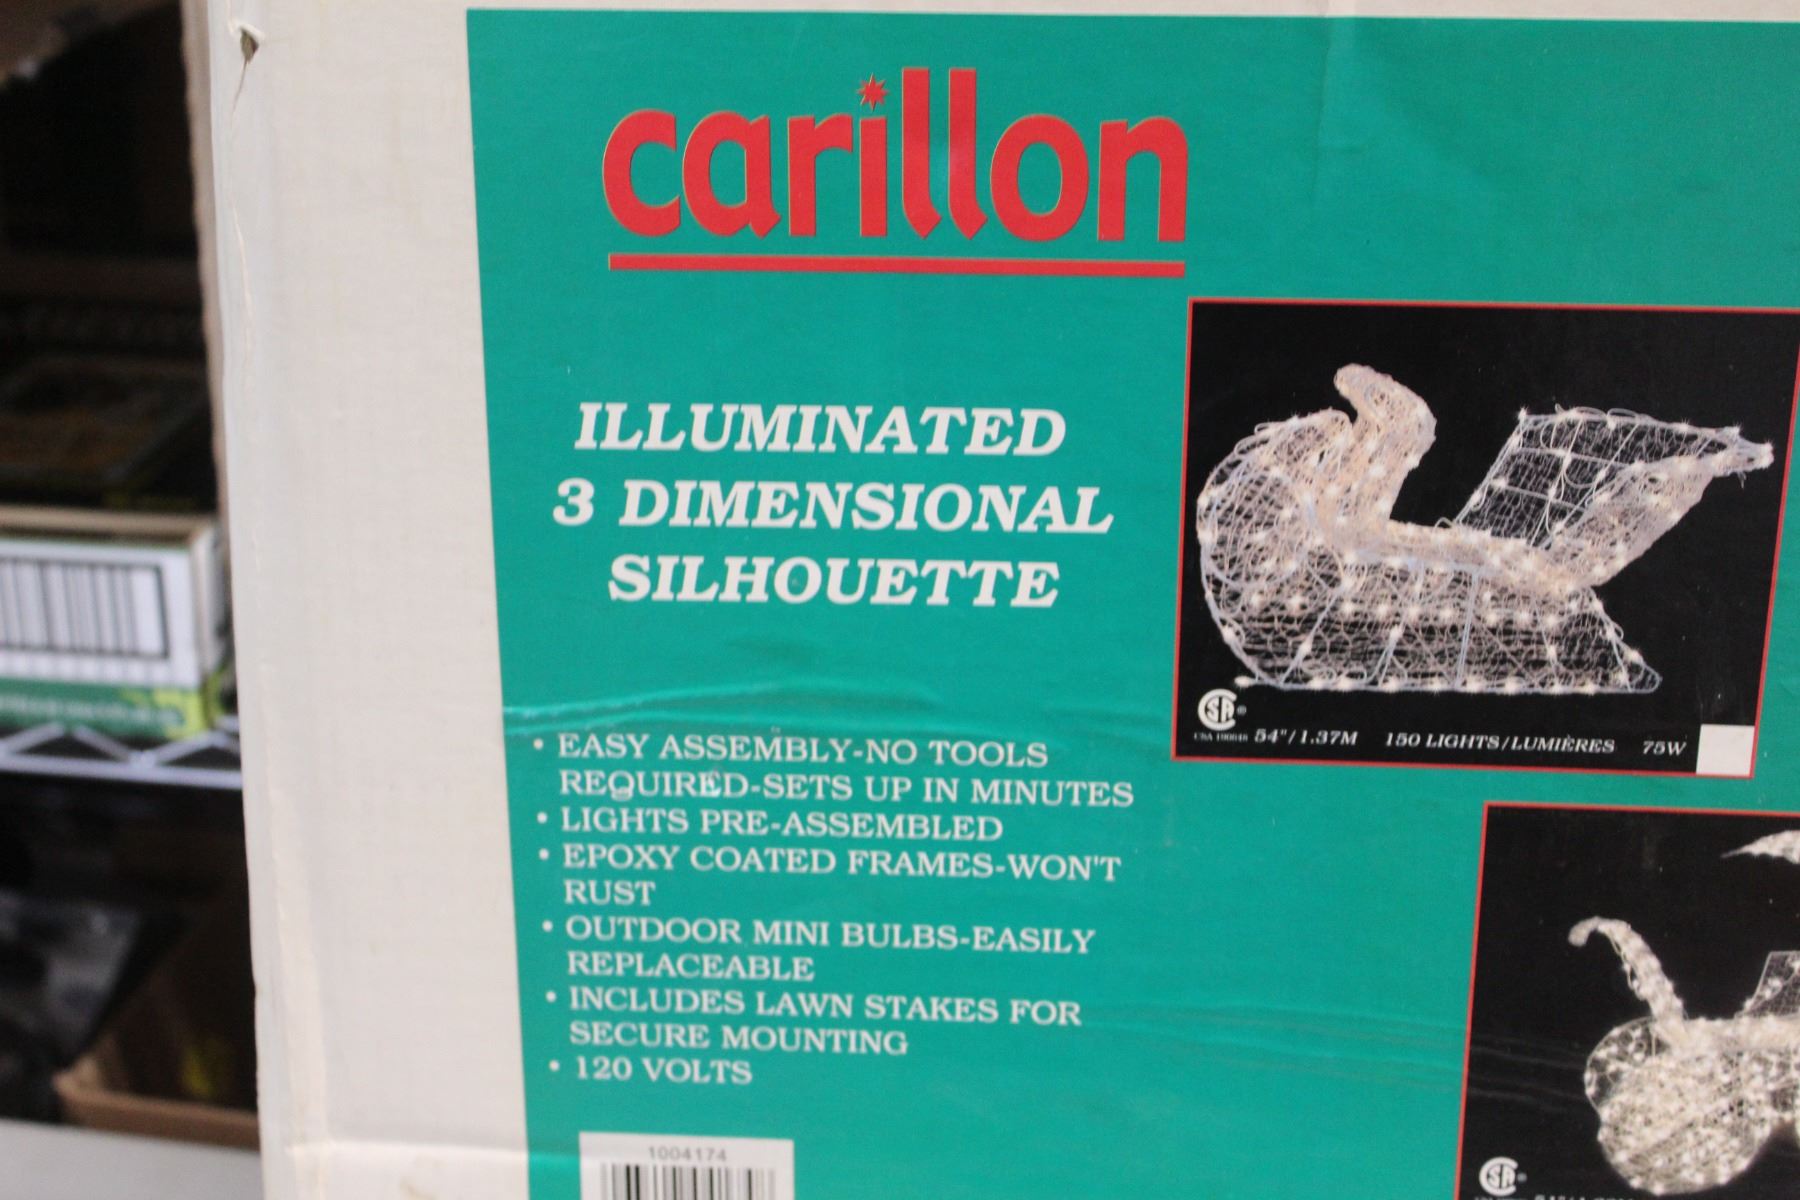 carillon
ILLUMINATED
3 DIMENSIONAL
SILHOUETTE
• EASY ASSEMBLY-NO TOOLS
REQUIRED-SETS UP IN MINUTES
• LIGHTS PRE-ASSEMBLED
• EPOXY COATED FRAMES-WON'T
RUST
• OUTDOOR MINI BULBS-EASILY
REPLACEABLE
• INCLUDES LAWN STAKES FOR
SECURE MOUNTING
• 120 VOLTS
1004174
CSA 54"/1.37M 150 LIGHTS/LUMIÈRES 75W